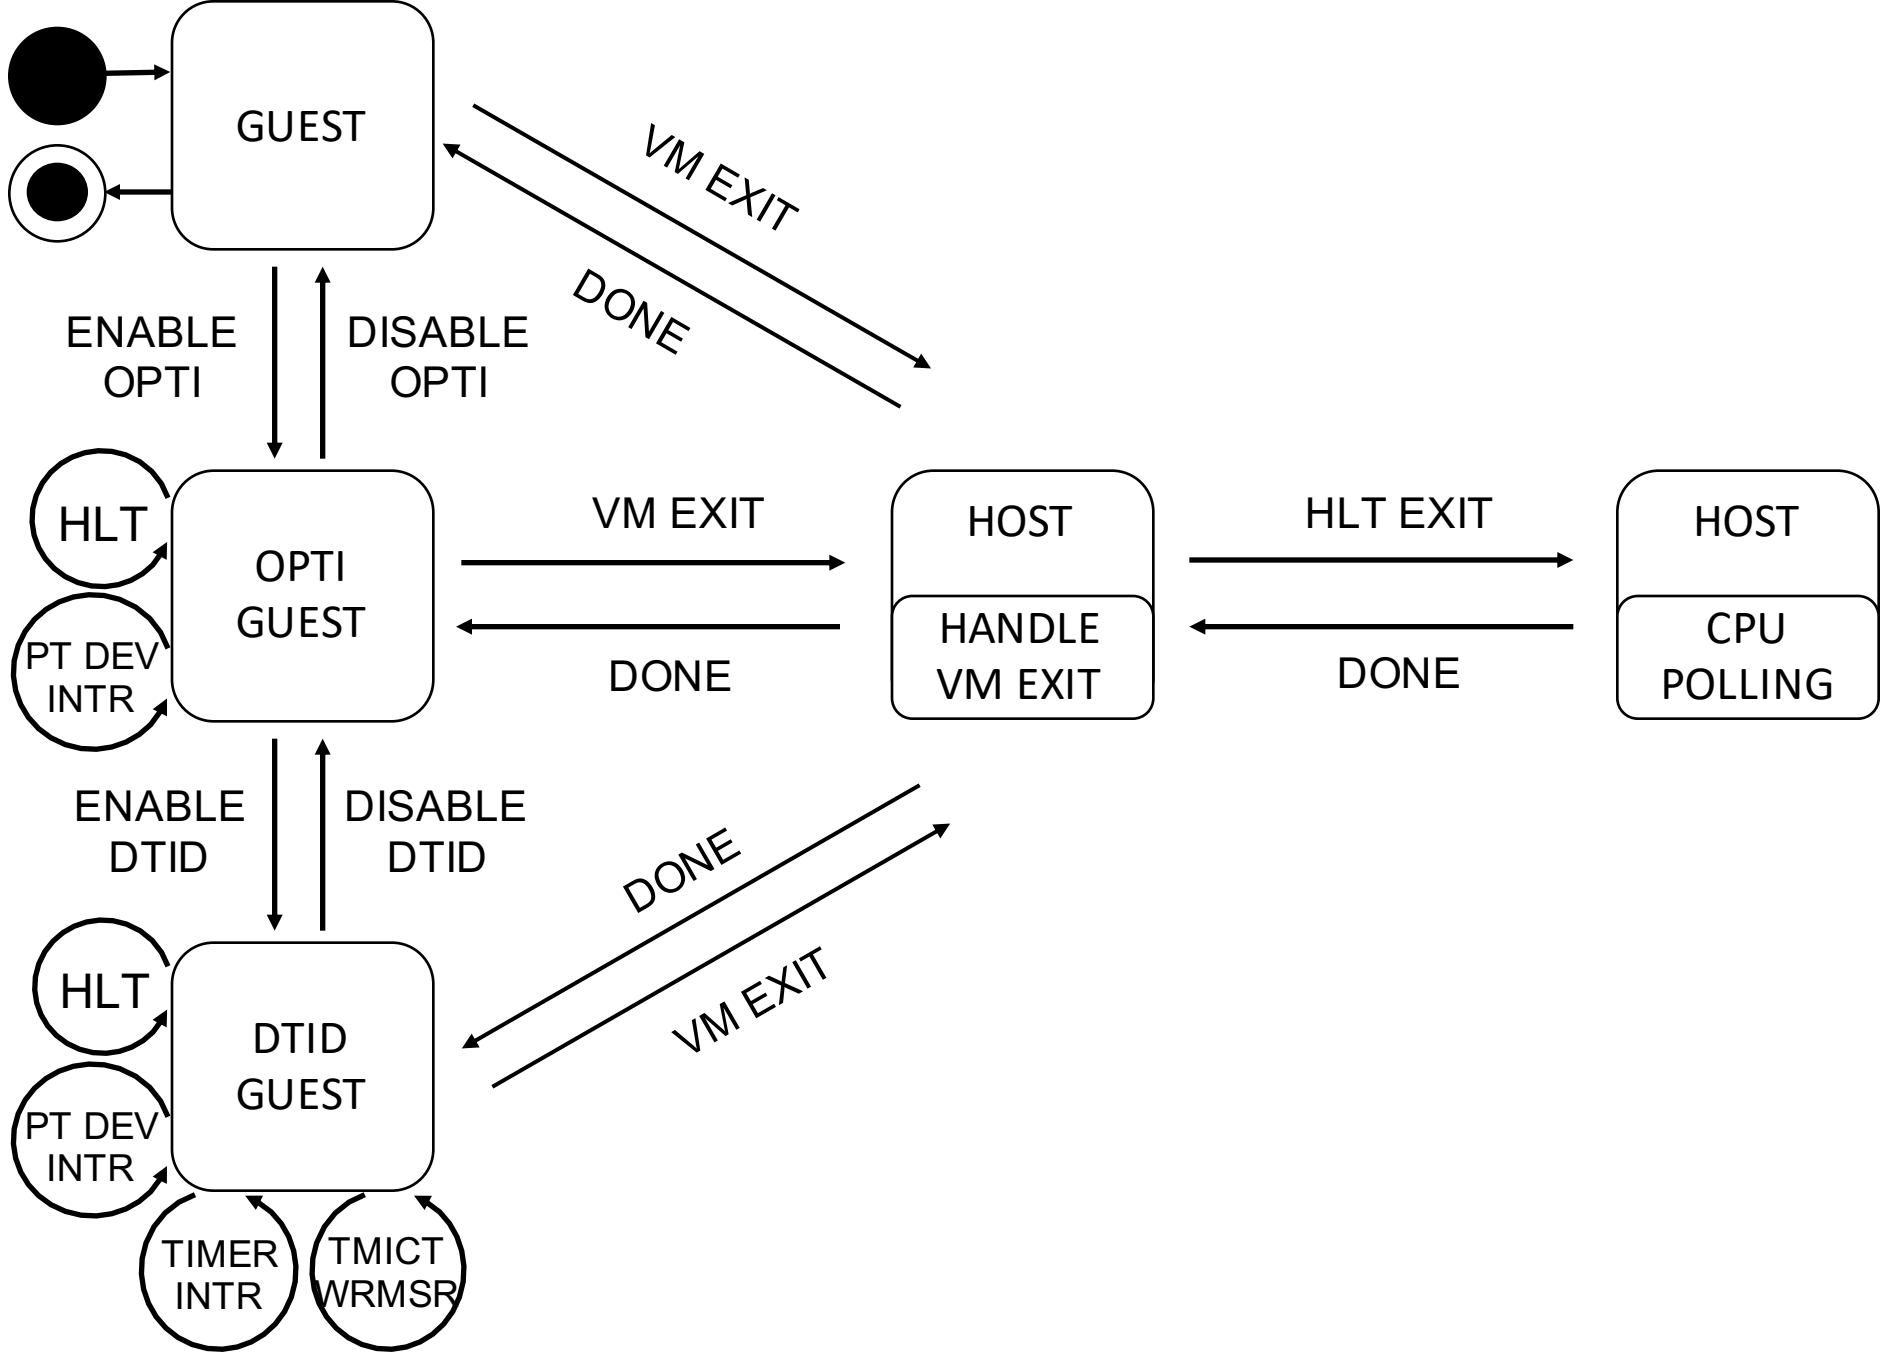 GUEST
VM EXIT
DONE
ENABLE
OPTI
DISABLE
OPTI
HLT
PT DEV
INTR
OPTI
GUEST
VM EXIT
DONE
HOST
HANDLE
VM EXIT
HLT EXIT
DONE
HOST
CPU
POLLING
ENABLE
DTID
DISABLE
DTID
DONE
VM EXIT
HLT
PT DEV
INTR
DTID
GUEST
TIMER
INTR
TMICT
WRMSR